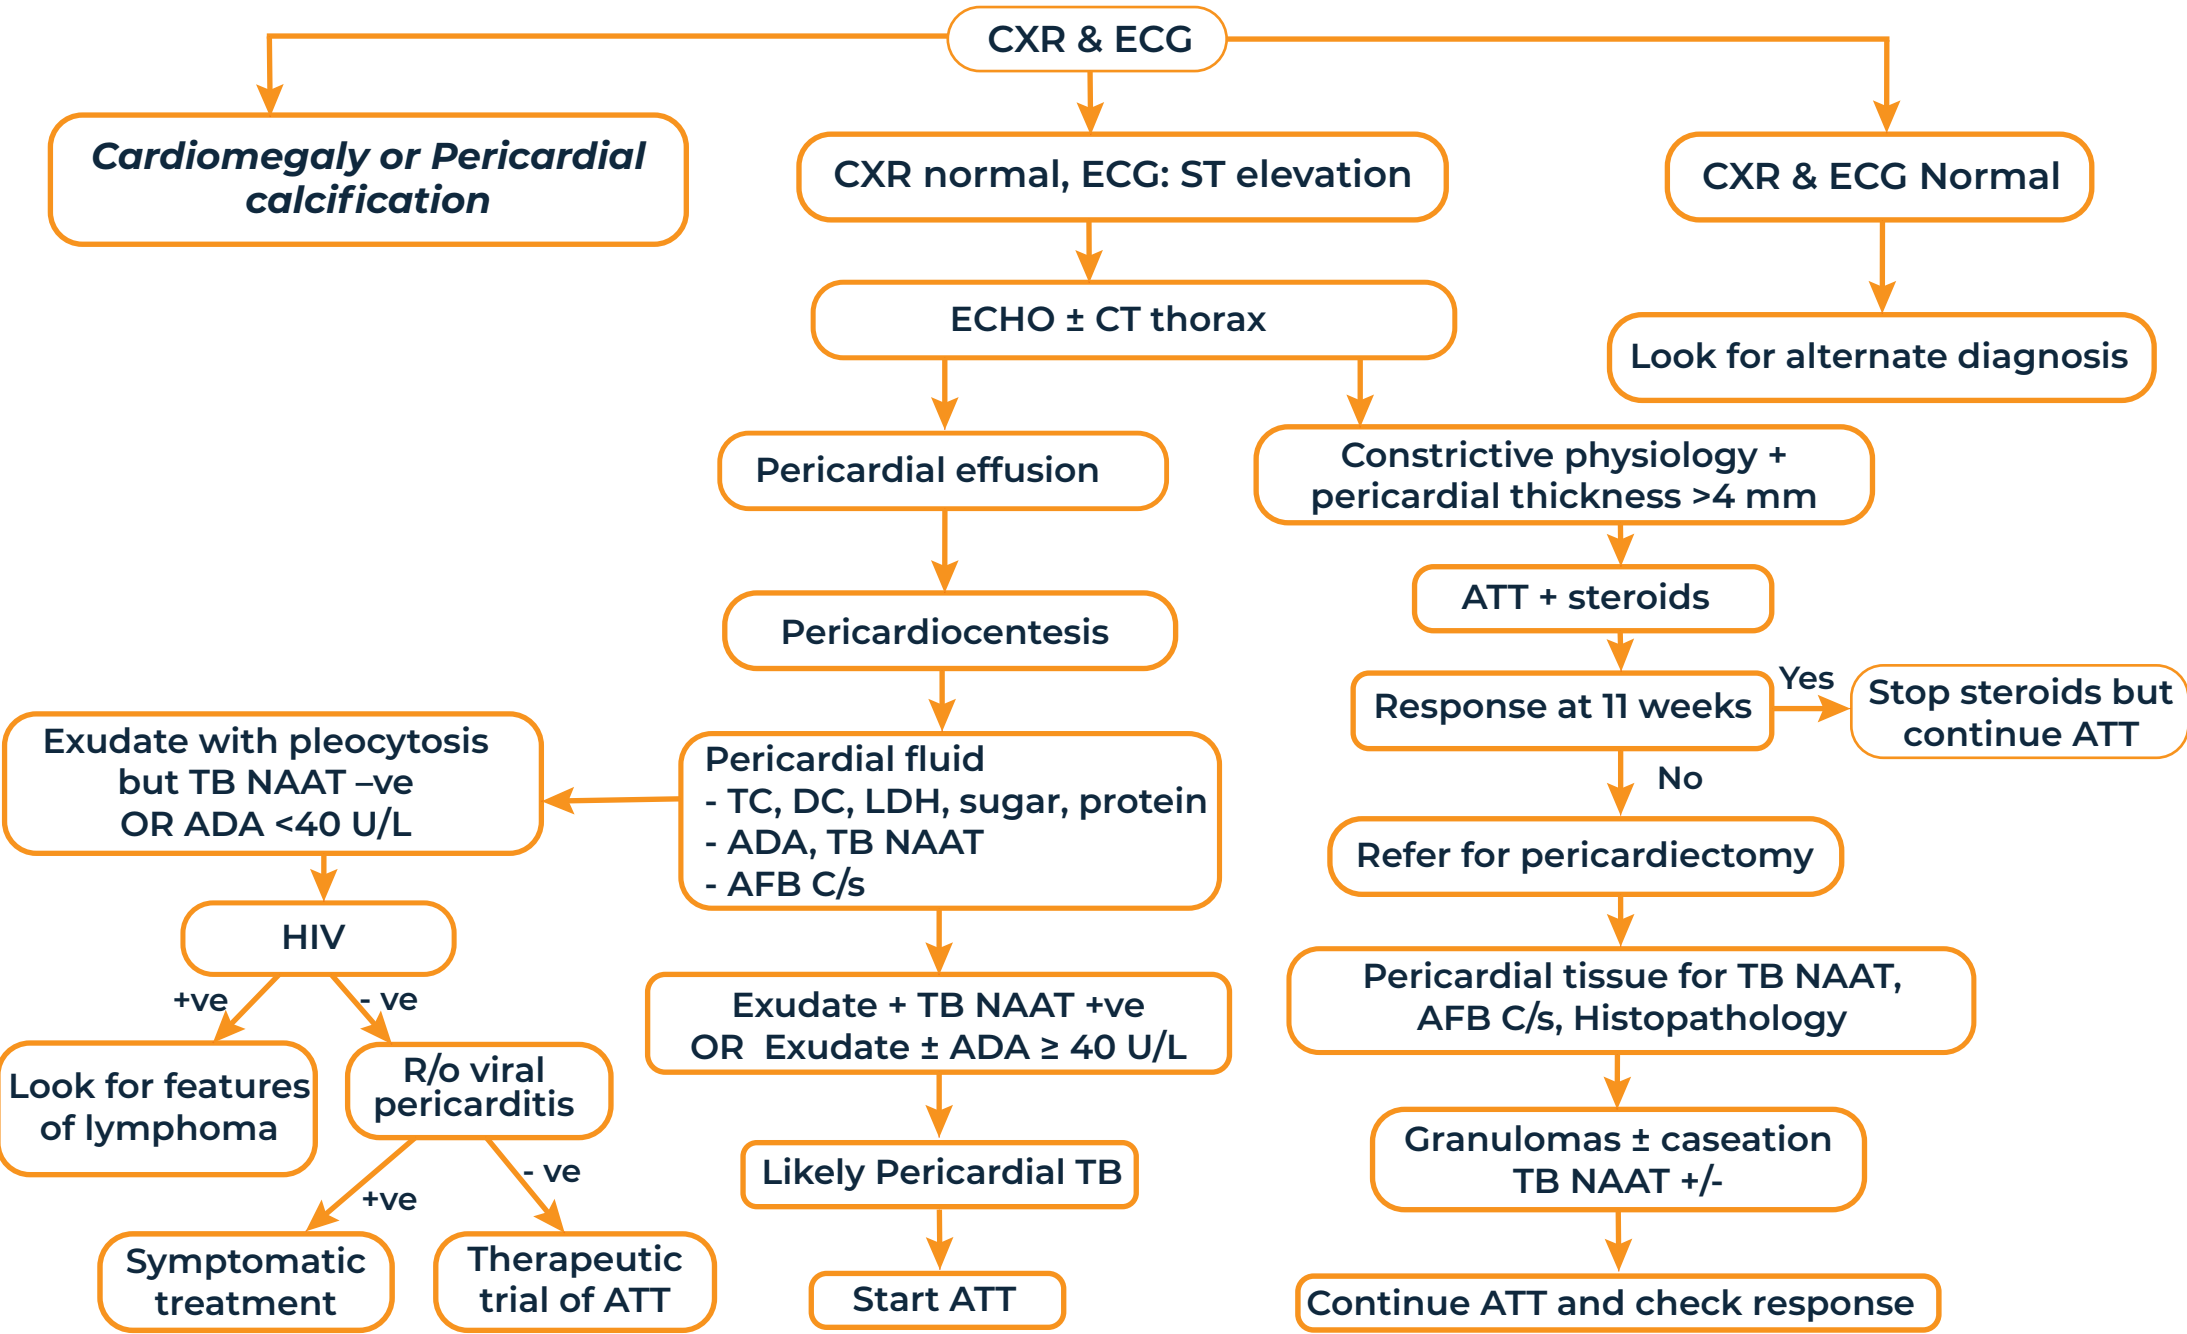 CXR & ECG
Cardiomegaly or Pericardial
calcification
CXR normal, ECG: ST elevation
CXR & ECG Normal
ECHO ± CT thorax
Look for alternate diagnosis
Pericardial effusion
Constrictive physiology +
pericardial thickness >4 mm
Pericardiocentesis
ATT + steroids
Response at 11 weeks
Yes
Stop steroids but
continue ATT
No
Exudate with pleocytosis
but TB NAAT –ve
OR ADA <40 U/L
Pericardial fluid
- TC, DC, LDH, sugar, protein
- ADA, TB NAAT
- AFB C/s
Refer for pericardiectomy
HIV
+ve
- ve
Exudate + TB NAAT +ve
OR Exudate ± ADA ≥ 40 U/L
Pericardial tissue for TB NAAT,
AFB C/s, Histopathology
Look for features
of lymphoma
R/o viral
pericarditis
+ve
- ve
Likely Pericardial TB
Granulomas ± caseation
TB NAAT +/-
Symptomatic
treatment
Therapeutic
trial of ATT
Start ATT
Continue ATT and check response